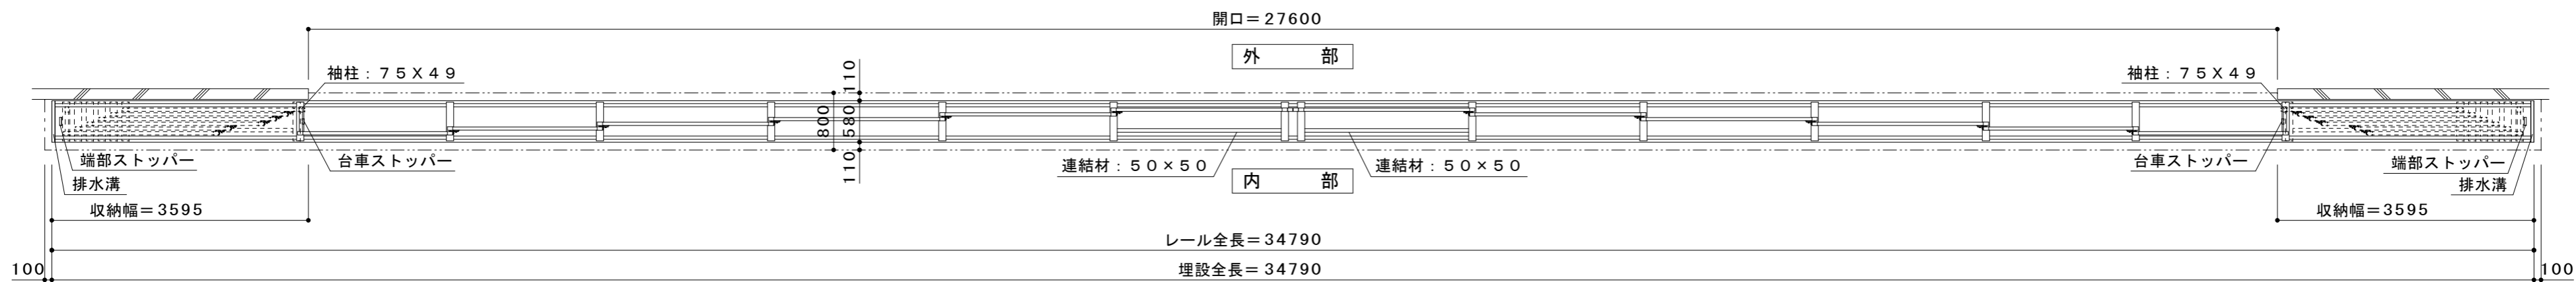 開口＝27600
外　部
袖柱：７５Ｘ４９
袖柱：７５Ｘ４９
110
800
580
110
端部ストッパー
台車ストッパー
連結材：５０×５０
連結材：５０×５０
台車ストッパー
端部ストッパー
排水溝
内　部
排水溝
収納幅＝3595
収納幅＝3595
レール全長＝34790
100
埋設全長＝34790
100